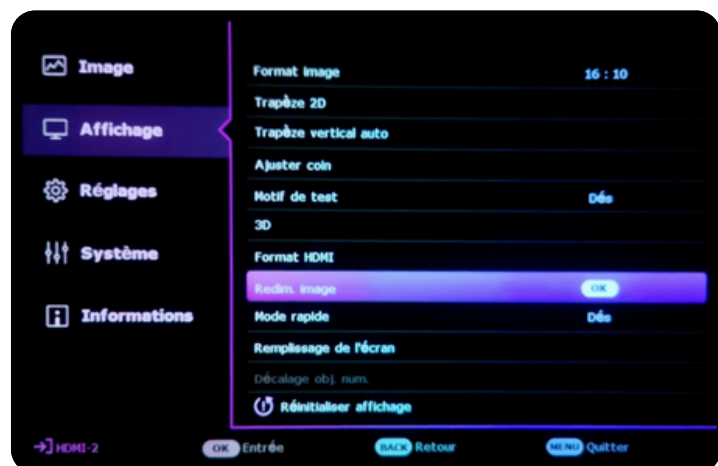 Image
Affichage
Réglages
Système
Informations
Format image 16 : 10
Trapèze 2D
Trapèze vertical auto
Ajuster coin
Motif de test Dés
3D
Format HDMI
Redim. image OK
Mode rapide Dés
Remplissage de l'écran
Décalage obj. num.
Réinitialiser affichage
HDMI-2 OK Entrée BACK Retour MENU Quitter